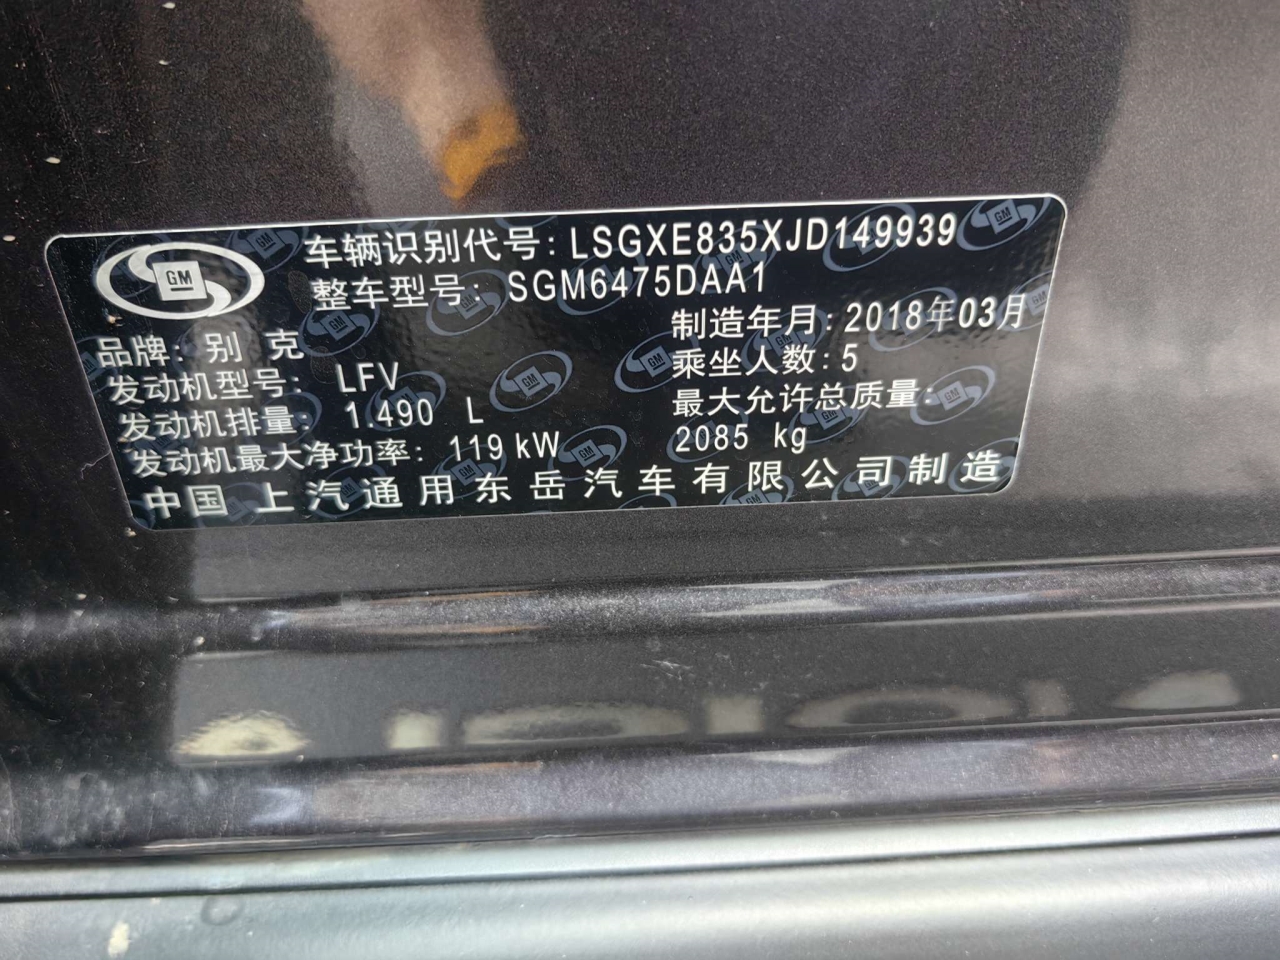 GM
车辆识别代号: LSGXE835XJD149939
整车型号: SGM6475DAA1
制造年月: 2018年03月
品牌: 别 克
乘坐人数: 5
发动机型号: LFV
最大允许总质量:
发动机排量: 1.490 L
2085 kg
发动机最大净功率: 119 kW
中国 上汽通用东岳汽车有限公司制造